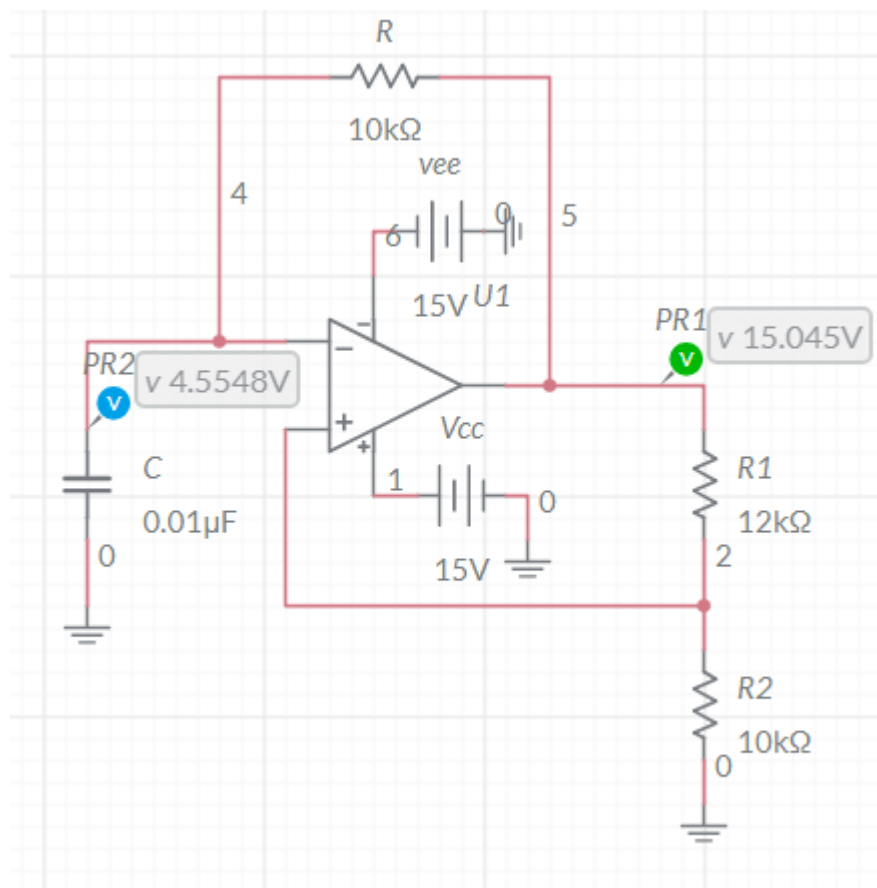 R
10kΩ
vee
4
6
0
5
15V
U1
PR1
v 15.045V
V
−
−
PR2
v 4.5548V
V
+
+
Vcc
C
0.01µF
1
0
R1
12kΩ
0
15V
2
R2
10kΩ
0